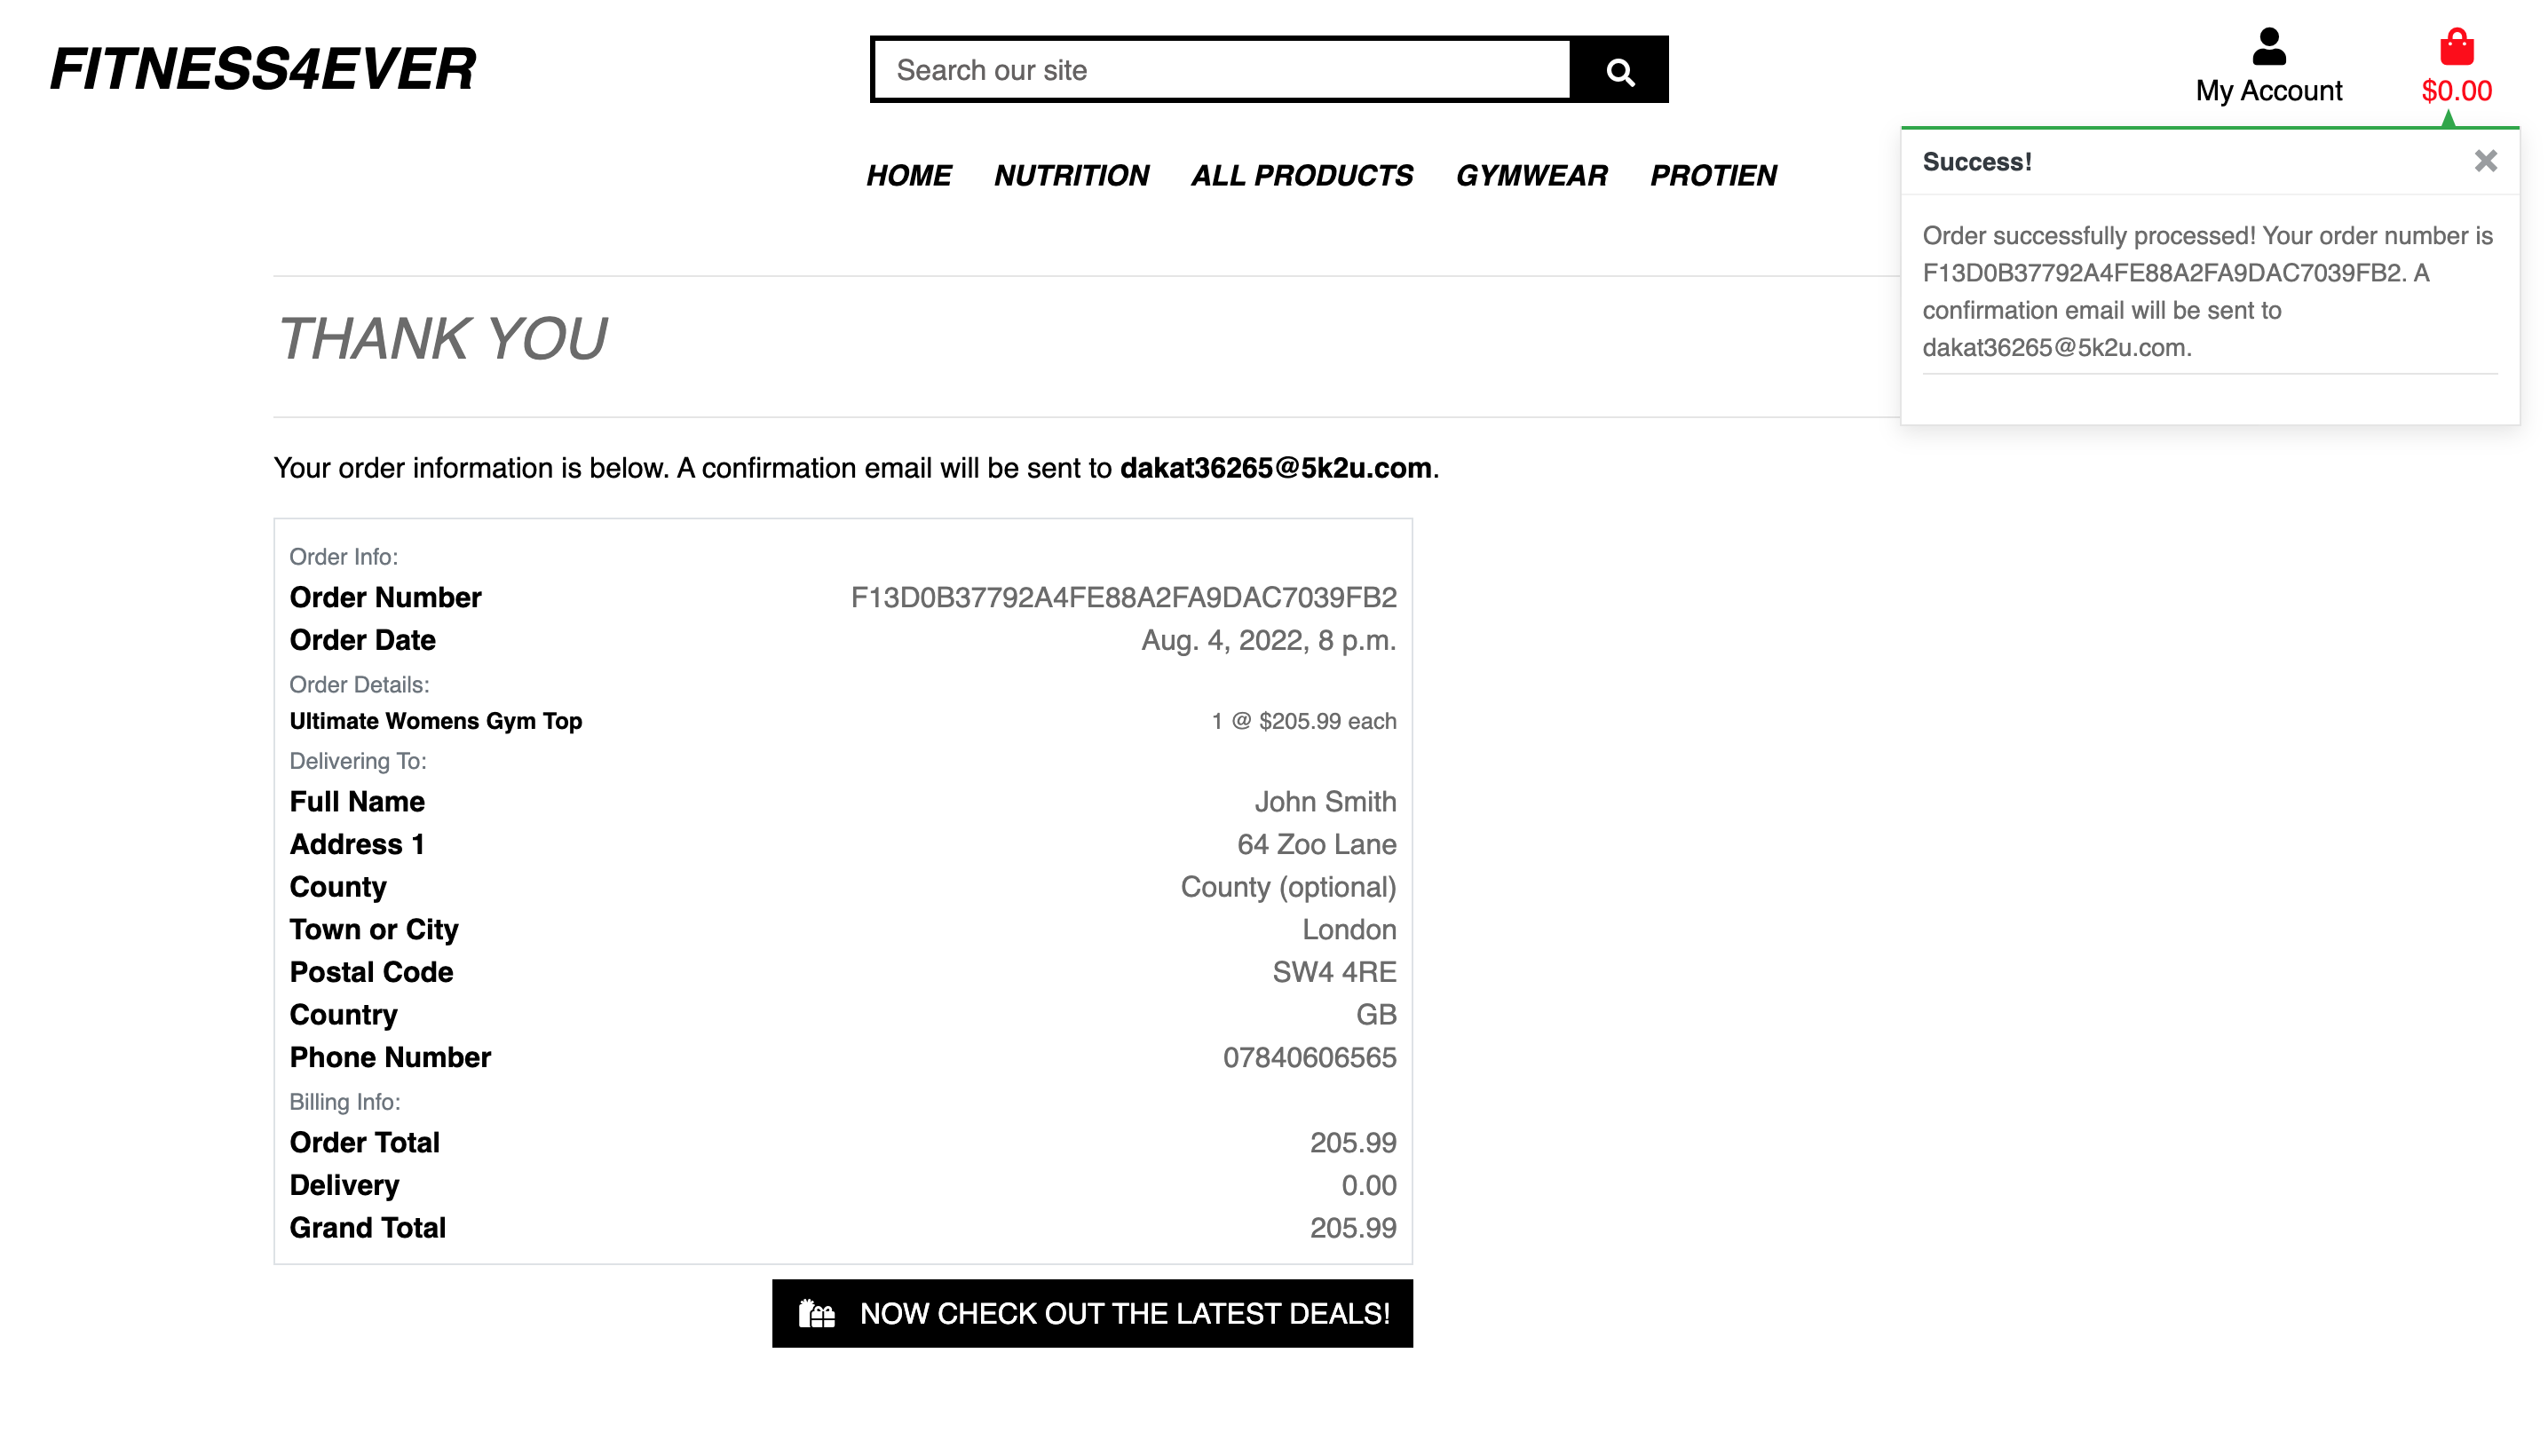 FITNESS4EVER
Search our site
My Account
$0.00
HOME NUTRITION ALL PRODUCTS GYMWEAR PROTIEN
Success!
Order successfully processed! Your order number is
F13D0B37792A4FE88A2FA9DAC7039FB2. A
confirmation email will be sent to
dakat36265@5k2u.com.
THANK YOU
Your order information is below. A confirmation email will be sent to dakat36265@5k2u.com.
Order Info:
Order Number F13D0B37792A4FE88A2FA9DAC7039FB2
Order Date Aug. 4, 2022, 8 p.m.
Order Details:
Ultimate Womens Gym Top 1 @ $205.99 each
Delivering To:
Full Name John Smith
Address 1 64 Zoo Lane
County County (optional)
Town or City London
Postal Code SW4 4RE
Country GB
Phone Number 07840606565
Billing Info:
Order Total 205.99
Delivery 0.00
Grand Total 205.99
NOW CHECK OUT THE LATEST DEALS!